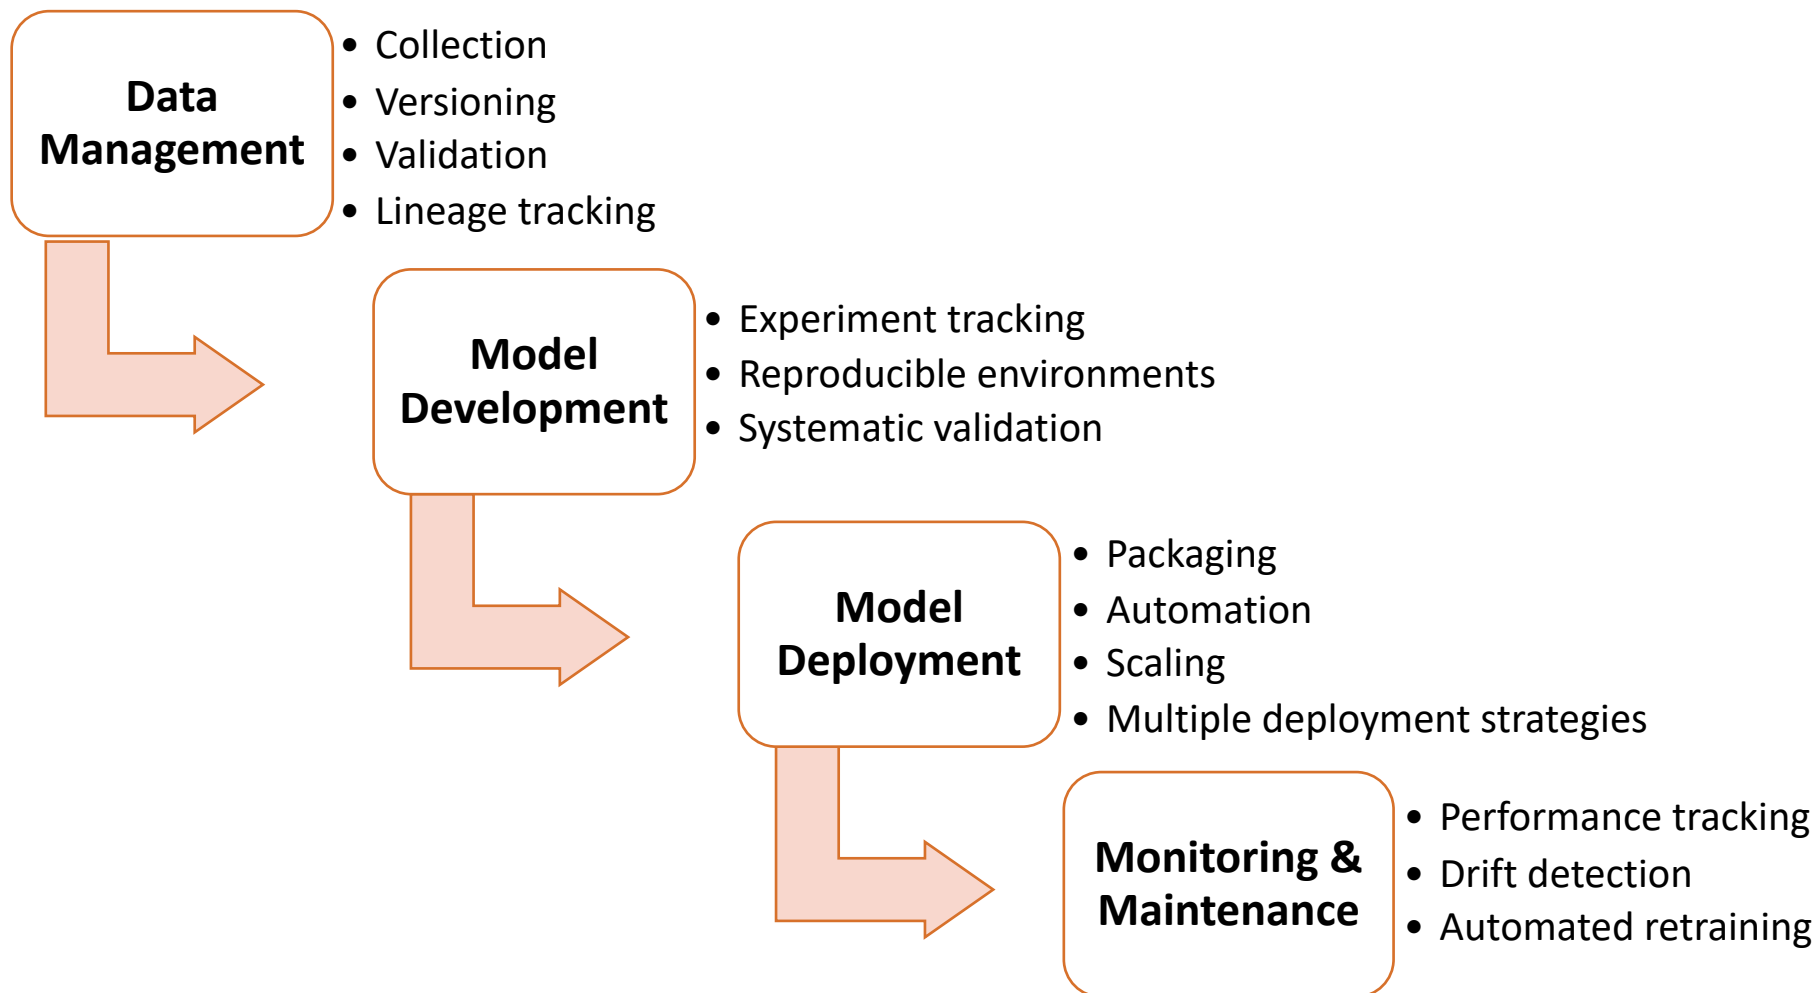 Data
Management
• Collection
• Versioning
• Validation
• Lineage tracking
Model
Development
• Experiment tracking
• Reproducible environments
• Systematic validation
Model
Deployment
• Packaging
• Automation
• Scaling
• Multiple deployment strategies
Monitoring &
Maintenance
• Performance tracking
• Drift detection
• Automated retraining